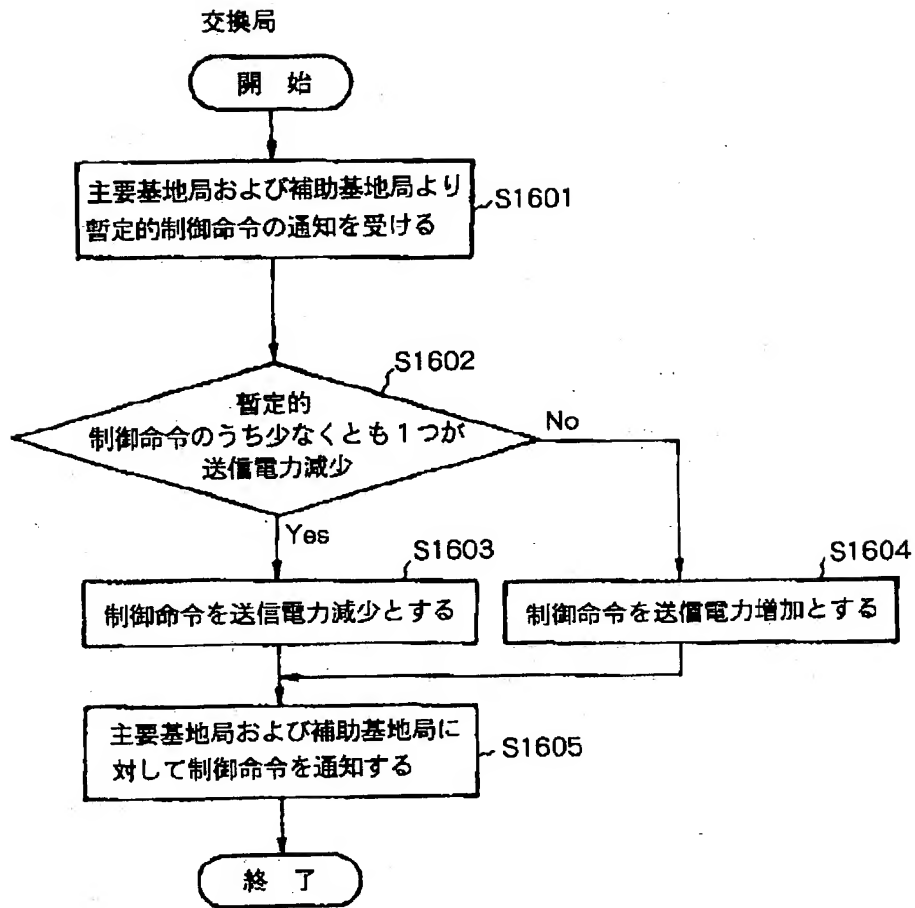 交換局
開 始
主要基地局および補助基地局より
暫定的制御命令の通知を受ける
S1601
S1602
暫定的
制御命令のうち少なくとも1つが
送信電力減少
No
Yes
S1603
制御命令を送信電力減少とする
S1604
制御命令を送信電力増加とする
主要基地局および補助基地局に
対して制御命令を通知する
S1605
終 了